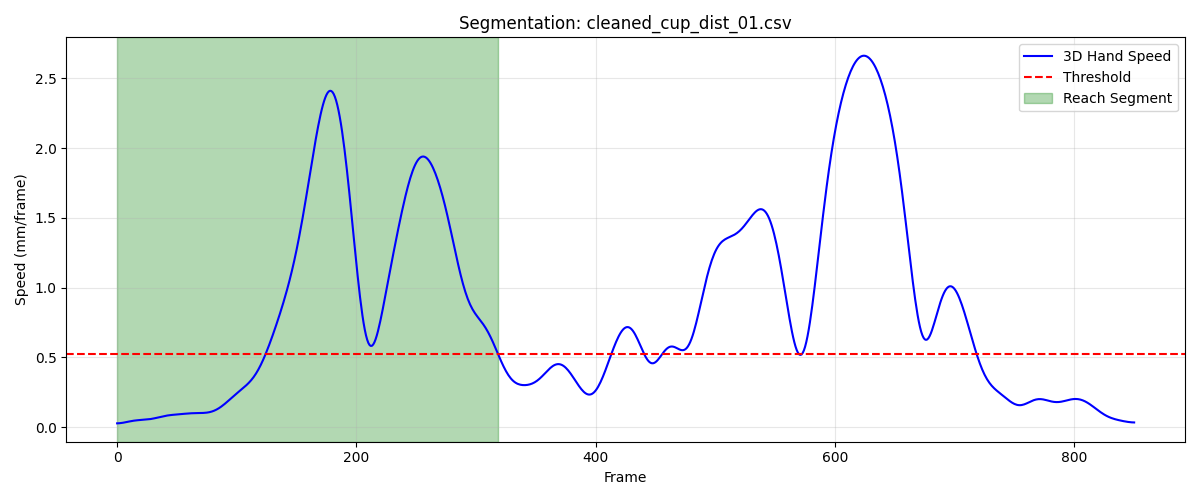 Segmentation: cleaned_cup_dist_01.csv
3D Hand Speed
Threshold
Reach Segment
Speed (mm/frame)
2.5
2.0
1.5
1.0
0.5
0.0
0 200 400 600 800
Frame